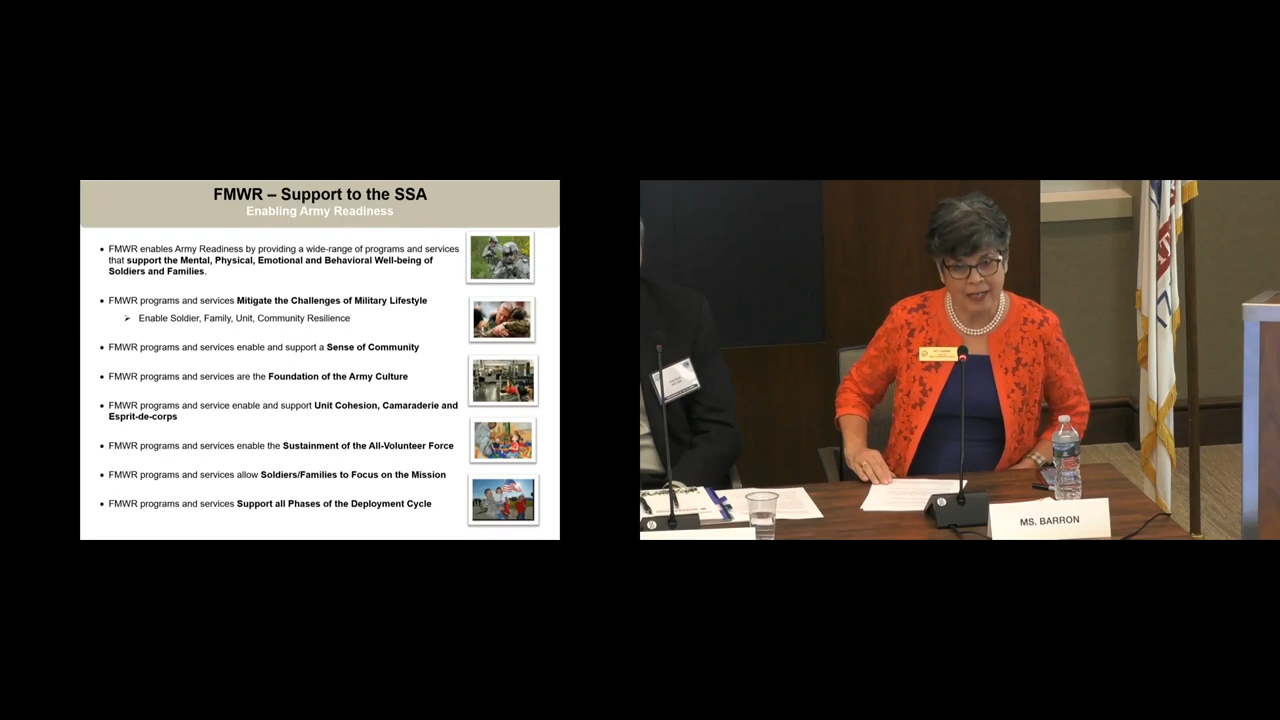 FMWR – Support to the SSA
Enabling Army Readiness
• FMWR enables Army Readiness by providing a wide-range of programs and services
that support the Mental, Physical, Emotional and Behavioral Well-being of
Soldiers and Families.
• FMWR programs and services Mitigate the Challenges of Military Lifestyle
➢ Enable Soldier, Family, Unit, Community Resilience
• FMWR programs and services enable and support a Sense of Community
• FMWR programs and services are the Foundation of the Army Culture
• FMWR programs and service enable and support Unit Cohesion, Camaraderie and
Esprit-de-corps
• FMWR programs and services enable the Sustainment of the All-Volunteer Force
• FMWR programs and services allow Soldiers/Families to Focus on the Mission
• FMWR programs and services Support all Phases of the Deployment Cycle
MS. BARRON